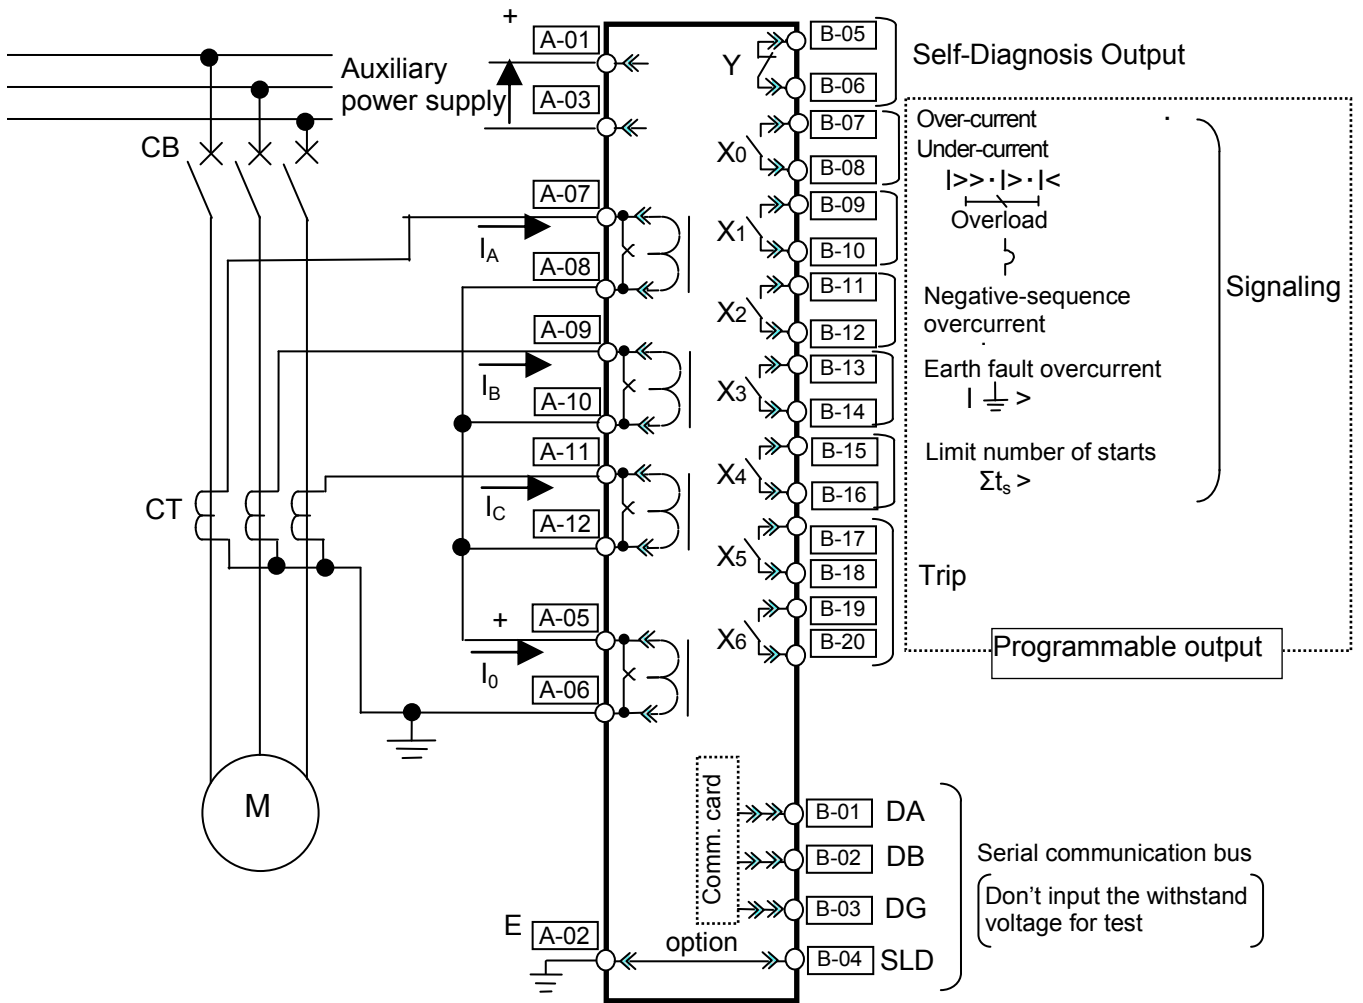 +
A-01
Auxiliary
power supply
A-03
CB
A-07
I_A
A-08
A-09
I_B
A-10
A-11
I_C
A-12
CT
+
A-05
I_0
A-06
M
E
A-02
Y
X0
X1
X2
X3
X4
X5
X6
B-05
B-06
Self-Diagnosis Output
B-07
B-08
B-09
B-10
B-11
B-12
B-13
B-14
B-15
B-16
B-17
B-18
B-19
B-20
Over-current
Under-current
I>>·I>·I<
Overload
Negative-sequence
overcurrent
Earth fault overcurrent
I >
Limit number of starts
Σts >
Signaling
Trip
Programmable output
Comm. card
option
B-01 DA
B-02 DB
B-03 DG
B-04 SLD
Serial communication bus
Don't input the withstand
voltage for test